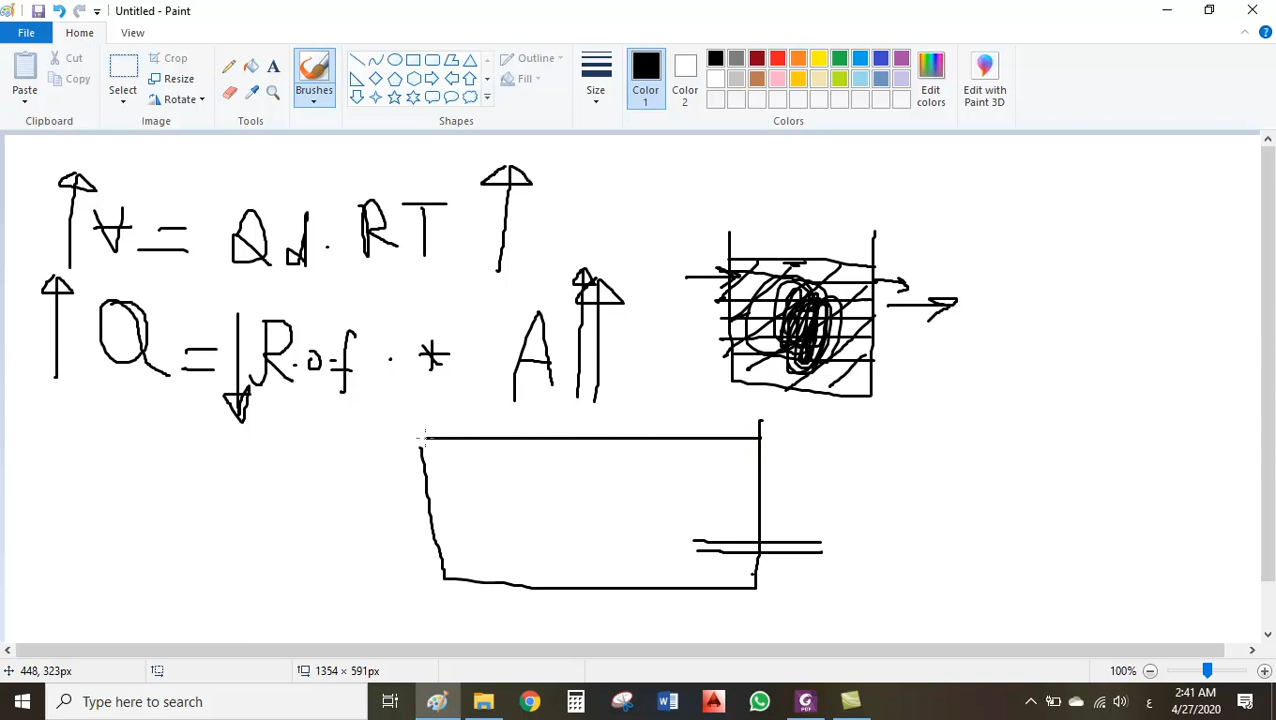 Untitled - Paint
File Home View
Cut Crop Outline
Copy Resize Fill
Paste Select Rotate Brushes Size Color 1 Color 2 Edit colors Edit with Paint 3D
Clipboard Image Tools Shapes Colors
V = Qd . RT
Q = R.of . * A
448, 323px 1354 × 591px 100%
Type here to search 2:41 AM
4/27/2020
ع